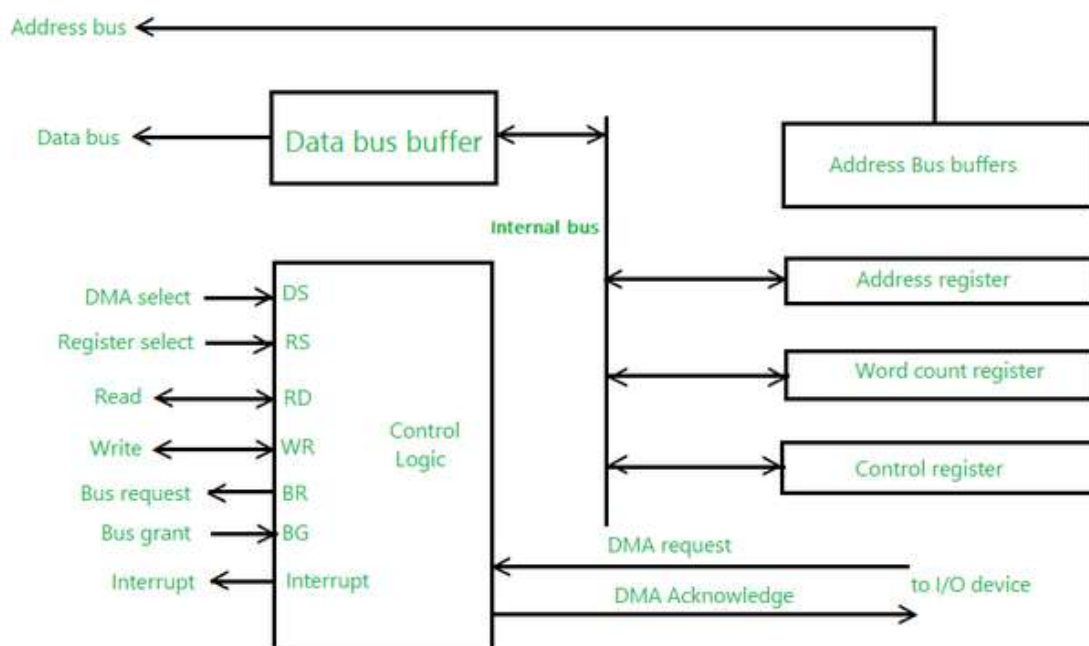 Address bus
Data bus
Data bus buffer
Address Bus buffers
Internal bus
Address register
DMA select
DS
Register select
RS
Word count register
Read
RD
Control
Logic
Write
WR
Control register
Bus request
BR
Bus grant
BG
DMA request
Interrupt
Interrupt
to I/O device
DMA Acknowledge